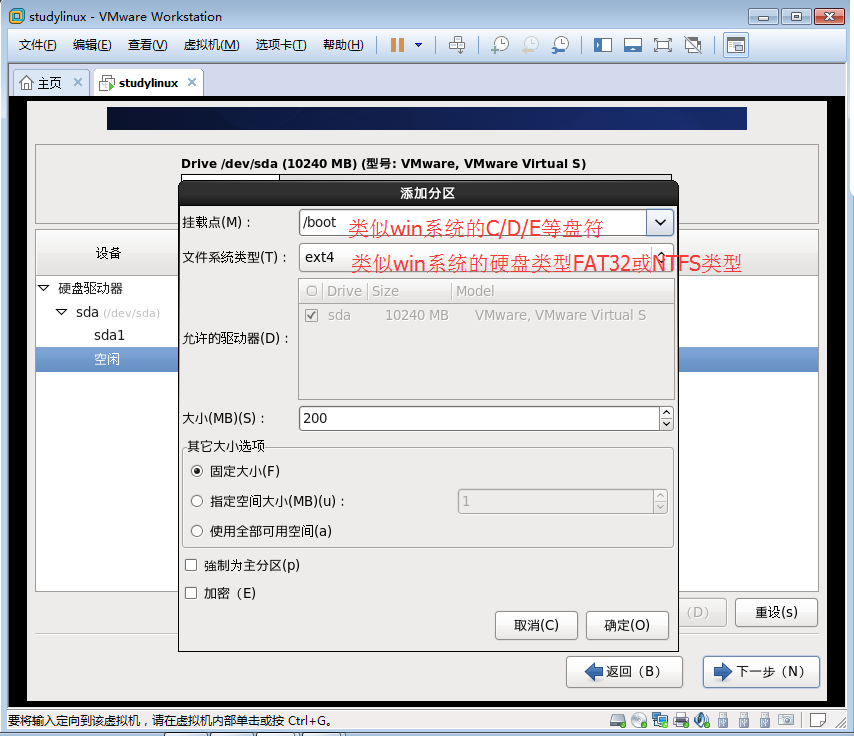 studylinux - VMware Workstation
文件(F) 编辑(E) 查看(V) 虚拟机(M) 选项卡(T) 帮助(H)
主页 studylinux
Drive /dev/sda (10240 MB) (型号: VMware, VMware Virtual S)
添加分区
挂载点(M)： /boot 类似win系统的C/D/E等盘符
文件系统类型(T)： ext4 类似win系统的硬盘类型FAT32或NTFS类型
设备
Drive Size Model
硬盘驱动器
sda (/dev/sda)
sda 10240 MB VMware, VMware Virtual S
sda1
允许的驱动器(D)：
空闲
大小(MB)(S)： 200
其它大小选项
固定大小(F)
指定空间大小(MB)(u)： 1
使用全部可用空间(a)
強制为主分区(p)
加密（E)
取消(C) 确定(O) (D) 重设(s)
返回（B） 下一步（N）
要将输入定向到该虚拟机，请在虚拟机内部单击或按 Ctrl+G。